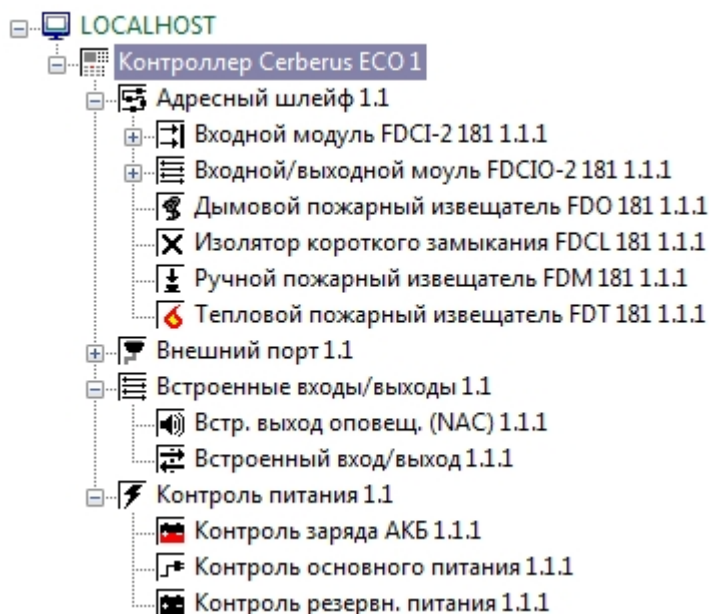 LOCALHOST
Контроллер Cerberus ECO 1
Адресный шлейф 1.1
Входной модуль FDCI-2 181 1.1.1
Входной/выходной моуль FDCIO-2 181 1.1.1
Дымовой пожарный извещатель FDO 181 1.1.1
Изолятор короткого замыкания FDCL 181 1.1.1
Ручной пожарный извещатель FDM 181 1.1.1
Тепловой пожарный извещатель FDT 181 1.1.1
Внешний порт 1.1
Встроенные входы/выходы 1.1
Встр. выход оповещ. (NAC) 1.1.1
Встроенный вход/выход 1.1.1
Контроль питания 1.1
Контроль заряда АКБ 1.1.1
Контроль основного питания 1.1.1
Контроль резервн. питания 1.1.1